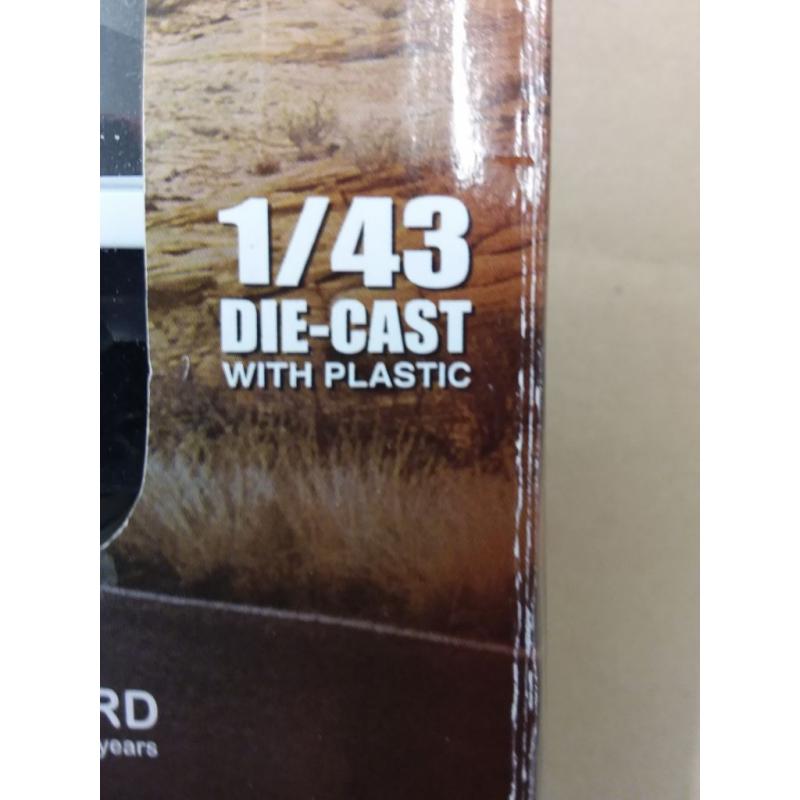 1/43
DIE-CAST
WITH PLASTIC
RD
years